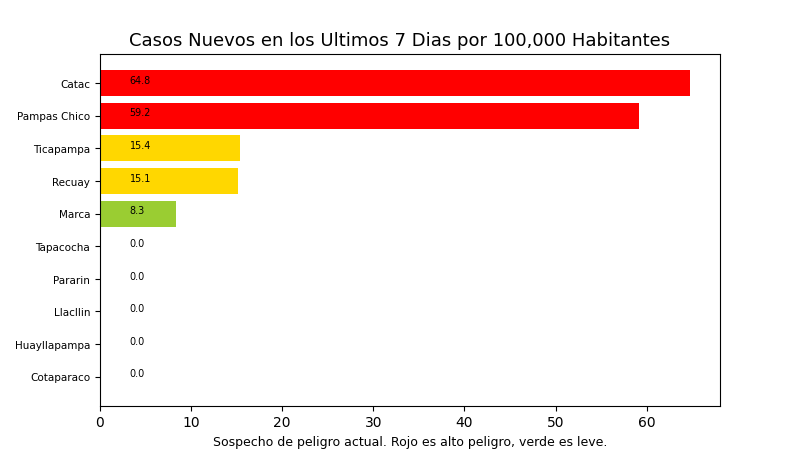 Casos Nuevos en los Ultimos 7 Dias por 100,000 Habitantes
Catac 64.8
Pampas Chico 59.2
Ticapampa 15.4
Recuay 15.1
Marca 8.3
Tapacocha 0.0
Pararin 0.0
Llacllin 0.0
Huayllapampa 0.0
Cotaparaco 0.0
0 10 20 30 40 50 60
Sospecho de peligro actual. Rojo es alto peligro, verde es leve.